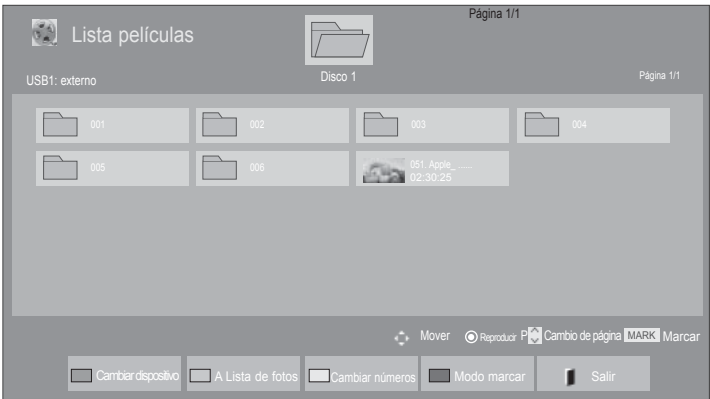 Página 1/1
Lista películas
Disco 1
USB1: externo
Página 1/1
001
002
003
004
005
006
051. Apple_ ......
02:30:25
Mover
Reproducir
P
Cambio de página
MARK
Marcar
Cambiar dispositivo
A Lista de fotos
Cambiar números
Modo marcar
Salir